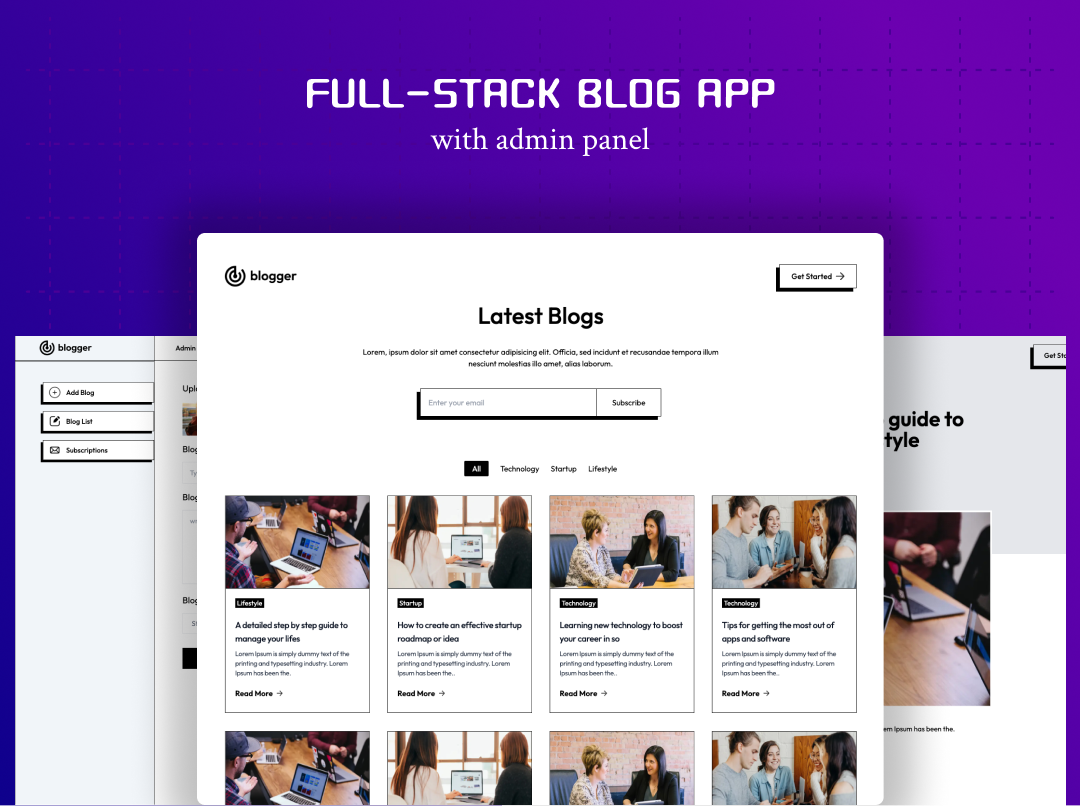 FULL-STACK BLOG APP
with admin panel
blogger
Get Started
Latest Blogs
Lorem, ipsum dolor sit amet consectetur adipisicing elit. Officia, sed incidunt et recusandae tempora illum
nesciunt molestias illo amet, alias laborum.
Enter your email
Subscribe
All
Technology
Startup
Lifestyle
Lifestyle
A detailed step by step guide to
manage your lifes
Lorem Ipsum is simply dummy text of the
printing and typesetting industry. Lorem
Ipsum has been the.
Read More
Startup
How to create an effective startup
roadmap or idea
Lorem Ipsum is simply dummy text of the
printing and typesetting industry. Lorem
Ipsum has been the..
Read More
Technology
Learning new technology to boost
your career in so
Lorem Ipsum is simply dummy text of the
printing and typesetting industry. Lorem
Ipsum has been the..
Read More
Technology
Tips for getting the most out of
apps and software
Lorem Ipsum is simply dummy text of the
printing and typesetting industry. Lorem
Ipsum has been the..
Read More
blogger
Admin
Add Blog
Blog List
Subscriptions
Uplo
Blog
Ty
Blog
wr
Blog
St
Get Sta
guide to
tyle
em Ipsum has been the.